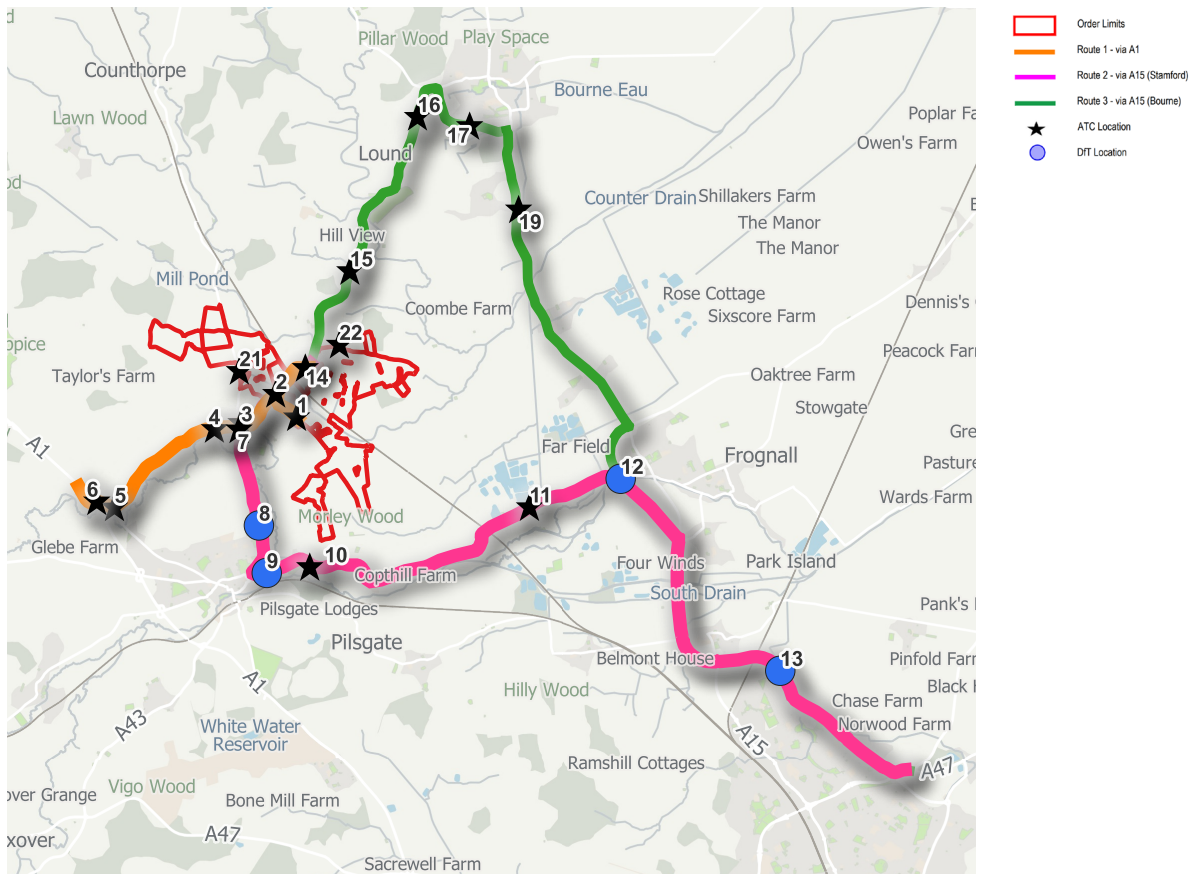 Pillar Wood
Play Space
Counthorpe
Bourne Eau
Lawn Wood
16
17
Poplar Fa
Owen's Farm
Lound
Counter Drain
Shillakers Farm
19
The Manor
The Manor
Hill View
15
Mill Pond
Rose Cottage
Sixscore Farm
Coombe Farm
Dennis's
opice
22
21
Peacock Farm
14
Taylor's Farm
2
Oaktree Farm
1
Stowgate
4
3
7
Gre
A1
Far Field
Frognall
Pasture
12
6
5
11
Wards Farm
8
Morley Wood
Glebe Farm
9
10
Copthill Farm
Four Winds
Park Island
South Drain
Pilsgate Lodges
Pank's
Pilsgate
Belmont House
13
Pinfold Farm
Black
A1
Hilly Wood
Chase Farm
Norwood Farm
A43
White Water
Reservoir
A15
Ramshill Cottages
A47
Vigo Wood
over Grange
Bone Mill Farm
xover
A47
Sacrewell Farm
Order Limits
Route 1 - via A1
Route 2 - via A15 (Stamford)
Route 3 - via A15 (Bourne)
ATC Location
DfT Location